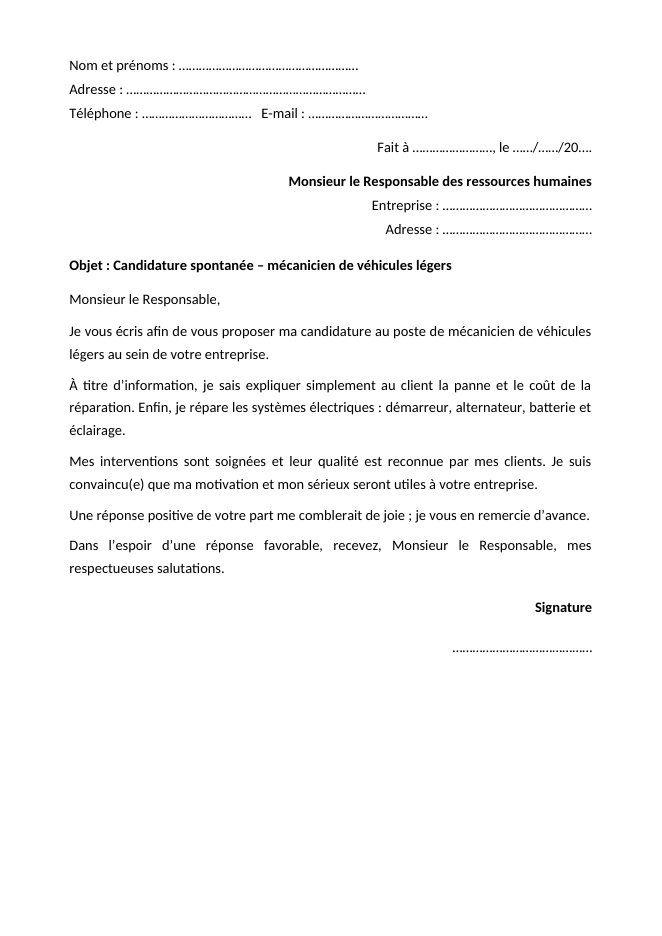 Nom et prénoms : ………………………………………………
Adresse : ………………………………………………………………
Téléphone : …………………………… E-mail : ………………………………
Fait à ……………………, le ……/……/20….
Monsieur le Responsable des ressources humaines
Entreprise : ………………………………………
Adresse : ………………………………………
Objet : Candidature spontanée – mécanicien de véhicules légers
Monsieur le Responsable,
Je vous écris afin de vous proposer ma candidature au poste de mécanicien de véhicules
légers au sein de votre entreprise.
À titre d’information, je sais expliquer simplement au client la panne et le coût de la
réparation. Enfin, je répare les systèmes électriques : démarreur, alternateur, batterie et
éclairage.
Mes interventions sont soignées et leur qualité est reconnue par mes clients. Je suis
convaincu(e) que ma motivation et mon sérieux seront utiles à votre entreprise.
Une réponse positive de votre part me comblerait de joie ; je vous en remercie d’avance.
Dans l’espoir d’une réponse favorable, recevez, Monsieur le Responsable, mes
respectueuses salutations.
Signature
……………………………………